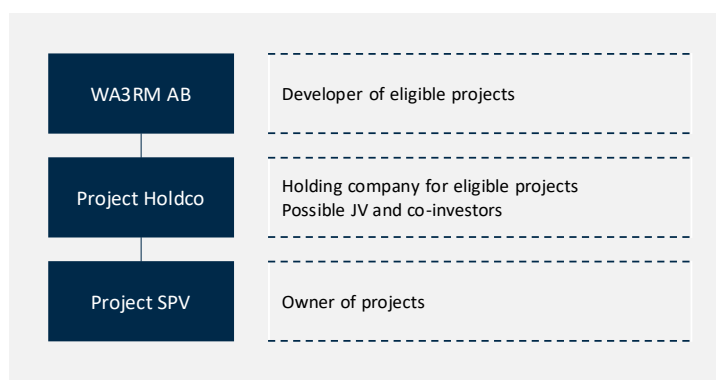 WA3RM AB
Developer of eligible projects
Project Holdco
Holding company for eligible projects
Possible JV and co-investors
Project SPV
Owner of projects